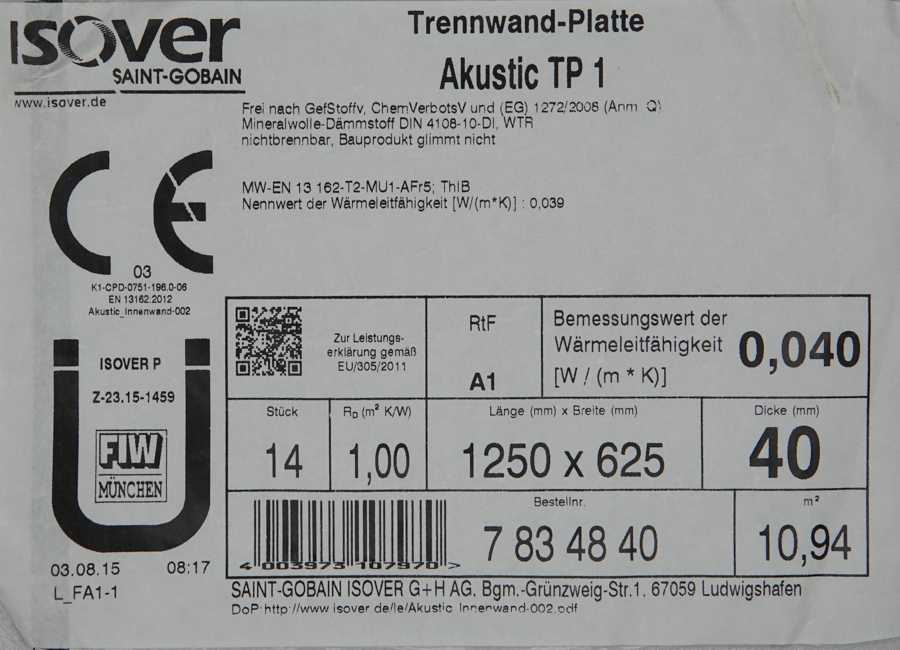 ISOVER
SAINT-GOBAIN
www.isover.de
Trennwand-Platte
Akustic TP 1
Frei nach GefStoffv, ChemVerbotsV und (EG) 1272/2008 (Anm. Q)
Mineralwolle-Dämmstoff DIN 4108-10-DI, WTR
nichtbrennbar, Bauprodukt glimmt nicht
MW-EN 13 162-T2-MU1-AFr5; ThIB
Nennwert der Wärmeleitfähigkeit [W/(m*K)] : 0,039
CE
03
K1-CPD-0751-196.0-06
EN 13162:2012
Akustic_Innenwand-002
ISOVER P
Z-23.15-1459
FIW
MÜNCHEN
03.08.15 08:17
L_FA1-1
Zur Leistungs-
erklärung gemäß
EU/305/2011
RtF
A1
Bemessungswert der
Wärmeleitfähigkeit
[W / (m * K)]
0,040
Stück
14
RD (m² K/W)
1,00
Länge (mm) x Breite (mm)
1250 x 625
Dicke (mm)
40
4 003973 107970 >
Bestellnr.
7 83 48 40
m²
10,94
SAINT-GOBAIN ISOVER G+H AG. Bgm.-Grünzweig-Str.1, 67059 Ludwigshafen
DoP:http://www.isover.de/le/Akustic_Innenwand-002.pdf